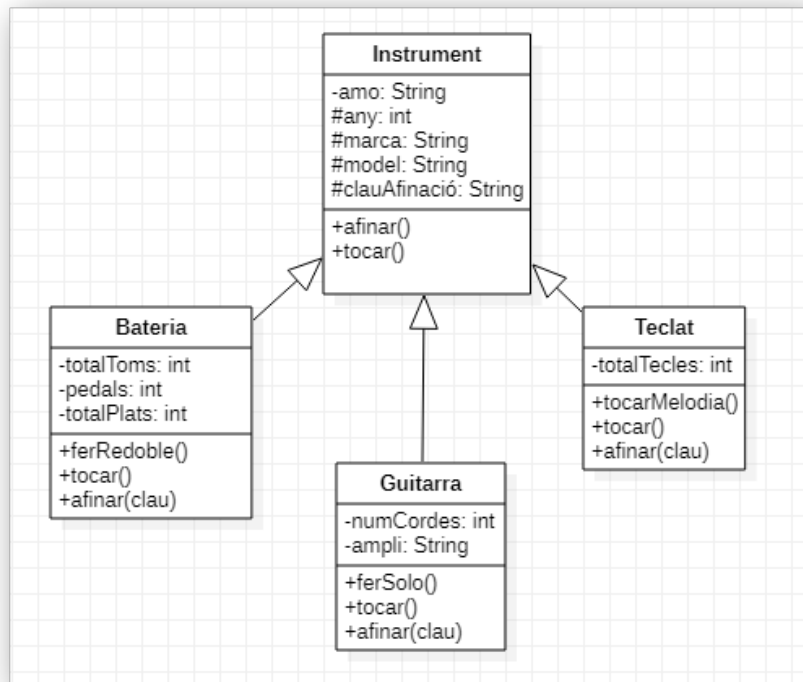 Instrument
-amo: String
#any: int
#marca: String
#model: String
#clauAfinació: String
+afinar()
+tocar()
Bateria
-totalToms: int
-pedals: int
-totalPlats: int
+ferRedoble()
+tocar()
+afinar(clau)
Guitarra
-numCordes: int
-ampli: String
+ferSolo()
+tocar()
+afinar(clau)
Teclat
-totalTecles: int
+tocarMelodia()
+tocar()
+afinar(clau)